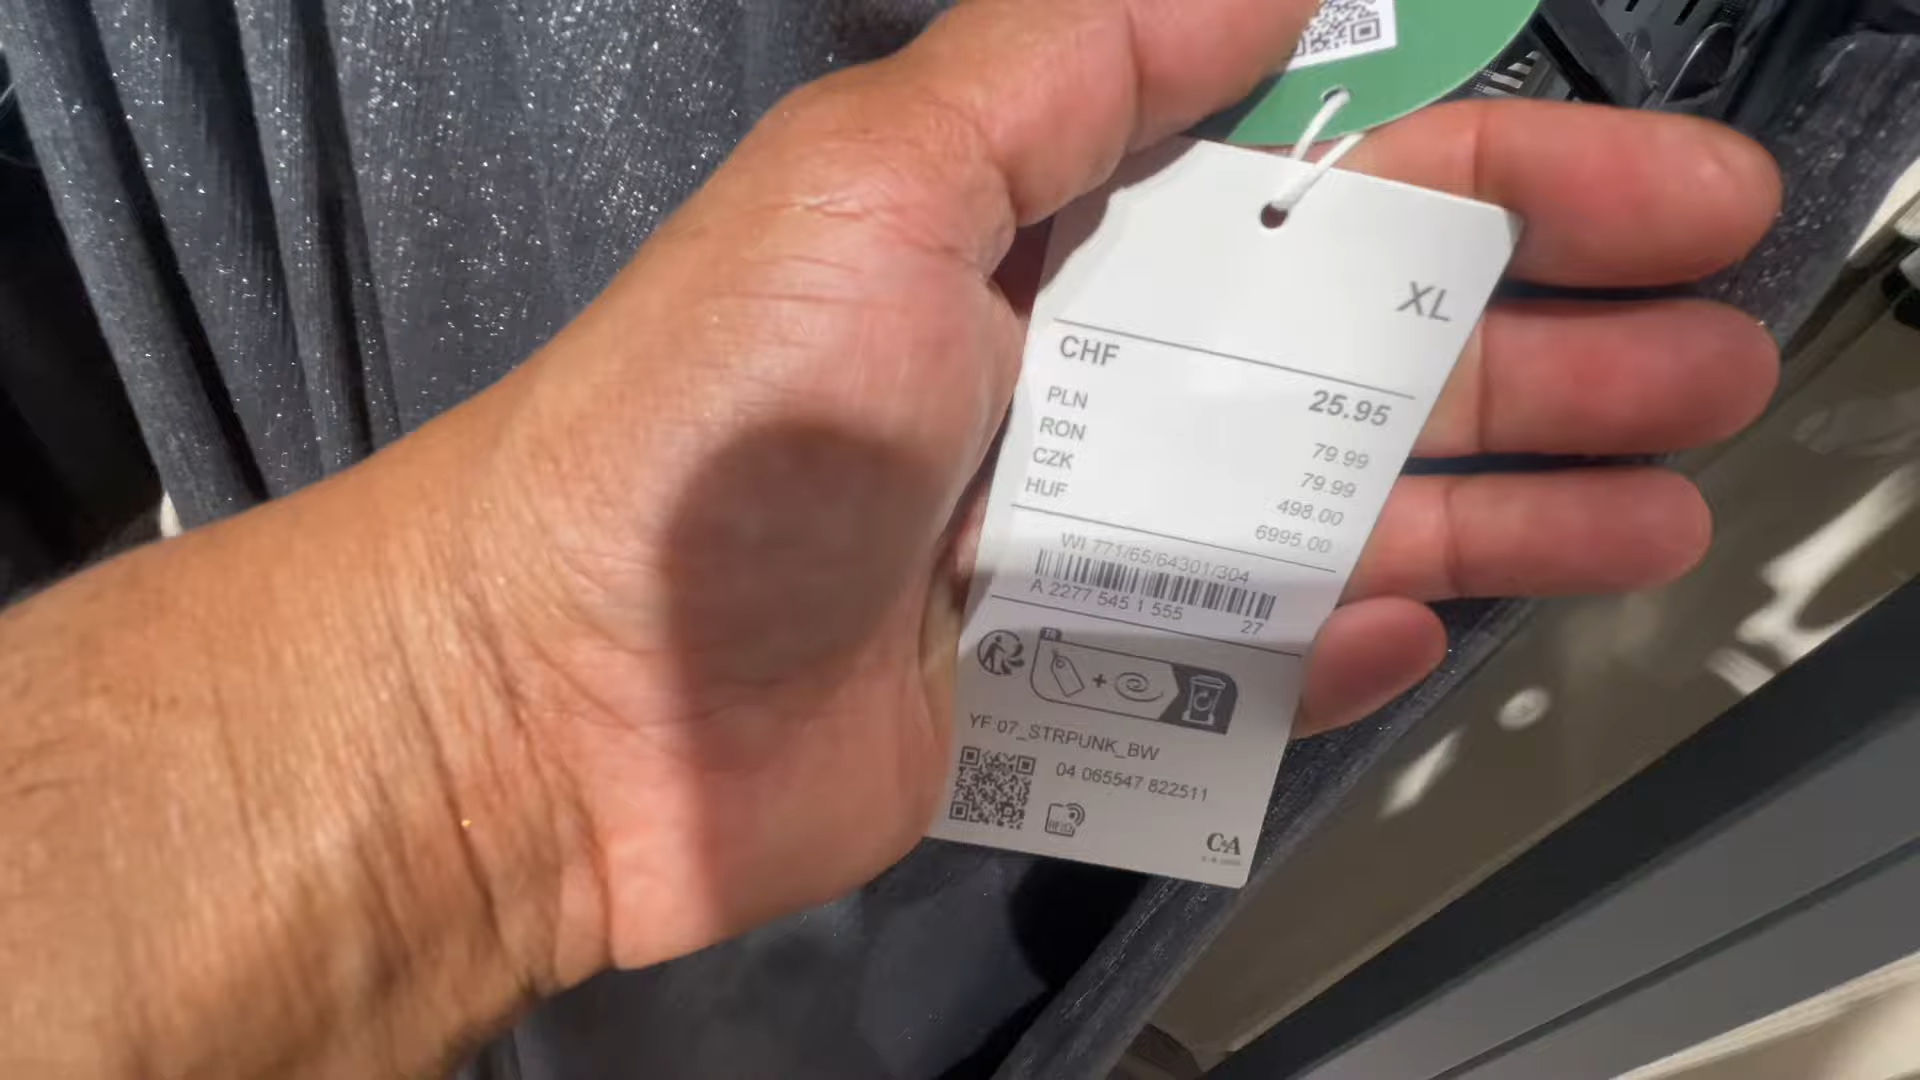 XL
CHF 25.95
PLN 79.99
RON 79.99
CZK 498.00
HUF 6995.00
WI 771/65/64301/304
A 2277 545 1 555 27
+
YF 07_STRPUNK_BW
04 065547 822511
RFID
C&A